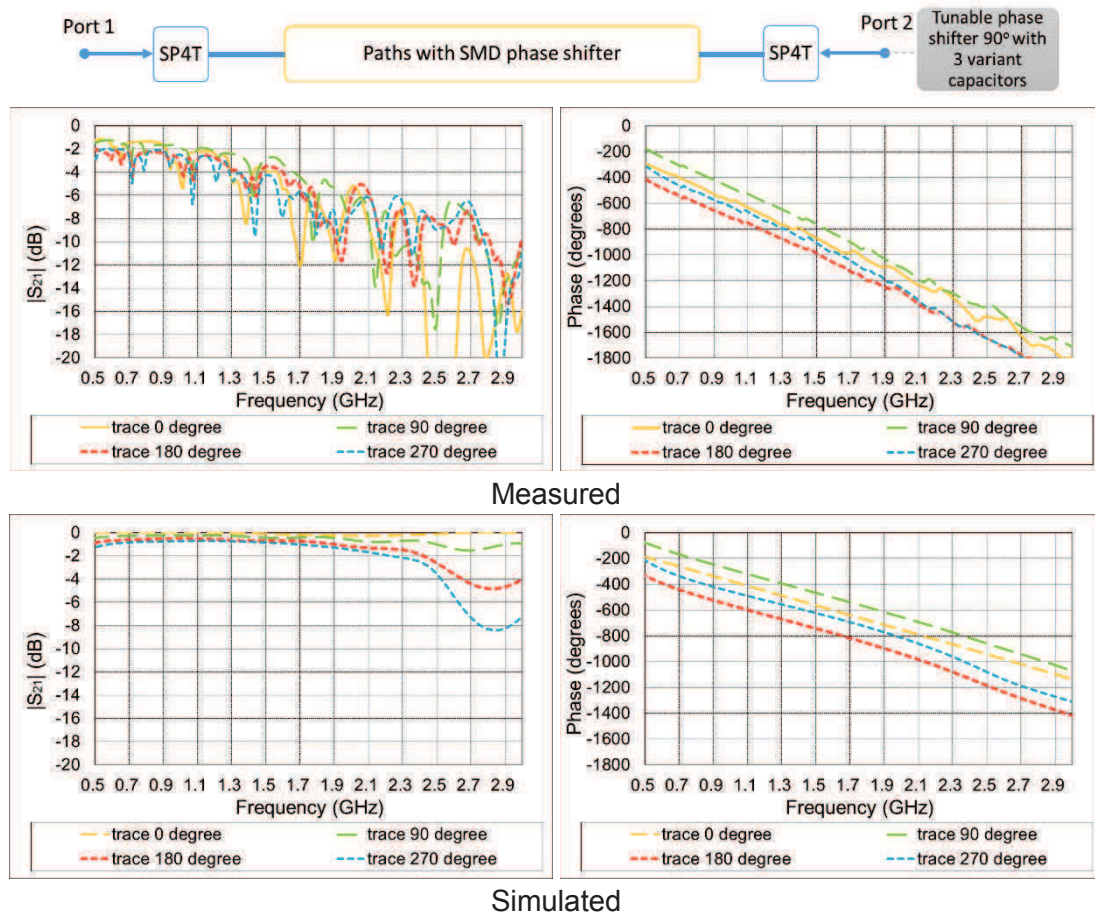 Port 1
SP4T
Paths with SMD phase shifter
SP4T
Port 2
Tunable phase
shifter 90º with
3 variant
capacitors
|S21| (dB)
0
-2
-4
-6
-8
-10
-12
-14
-16
-18
-20
0.5 0.7 0.9 1.1 1.3 1.5 1.7 1.9 2.1 2.3 2.5 2.7 2.9
Frequency (GHz)
trace 0 degree
trace 90 degree
trace 180 degree
trace 270 degree
Phase (degrees)
0
-200
-400
-600
-800
-1000
-1200
-1400
-1600
-1800
0.5 0.7 0.9 1.1 1.3 1.5 1.7 1.9 2.1 2.3 2.5 2.7 2.9
Frequency (GHz)
trace 0 degree
trace 90 degree
trace 180 degree
trace 270 degree
Measured
|S21| (dB)
0
-2
-4
-6
-8
-10
-12
-14
-16
-18
-20
0.5 0.7 0.9 1.1 1.3 1.5 1.7 1.9 2.1 2.3 2.5 2.7 2.9
Frequency (GHz)
trace 0 degree
trace 90 degree
trace 180 degree
trace 270 degree
Phase (degrees)
0
-200
-400
-600
-800
-1000
-1200
-1400
-1600
-1800
0.5 0.7 0.9 1.1 1.3 1.5 1.7 1.9 2.1 2.3 2.5 2.7 2.9
Frequency (GHz)
trace 0 degree
trace 90 degree
trace 180 degree
trace 270 degree
Simulated